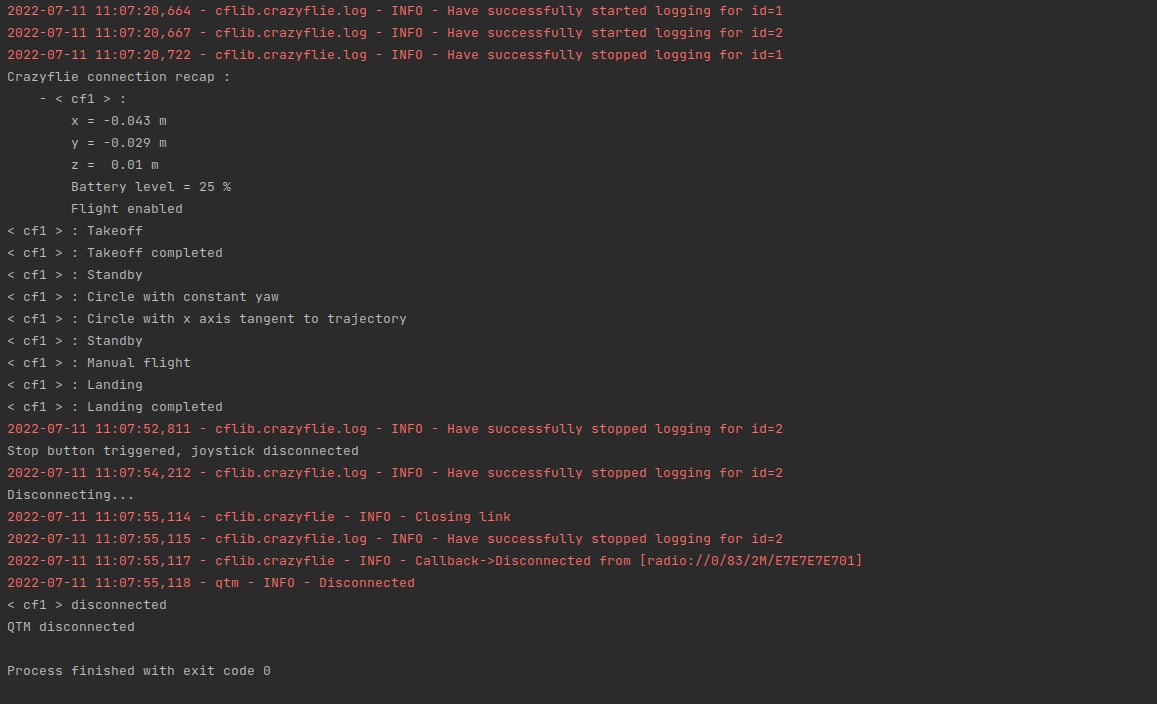 2022-07-11 11:07:20,664 - cflib.crazyflie.log - INFO - Have successfully started logging for id=1
2022-07-11 11:07:20,667 - cflib.crazyflie.log - INFO - Have successfully started logging for id=2
2022-07-11 11:07:20,722 - cflib.crazyflie.log - INFO - Have successfully stopped logging for id=1
Crazyflie connection recap :
    - < cf1 > :
        x = -0.043 m
        y = -0.029 m
        z =  0.01 m
        Battery level = 25 %
        Flight enabled
< cf1 > : Takeoff
< cf1 > : Takeoff completed
< cf1 > : Standby
< cf1 > : Circle with constant yaw
< cf1 > : Circle with x axis tangent to trajectory
< cf1 > : Standby
< cf1 > : Manual flight
< cf1 > : Landing
< cf1 > : Landing completed
2022-07-11 11:07:52,811 - cflib.crazyflie.log - INFO - Have successfully stopped logging for id=2
Stop button triggered, joystick disconnected
2022-07-11 11:07:54,212 - cflib.crazyflie.log - INFO - Have successfully stopped logging for id=2
Disconnecting...
2022-07-11 11:07:55,114 - cflib.crazyflie - INFO - Closing link
2022-07-11 11:07:55,115 - cflib.crazyflie.log - INFO - Have successfully stopped logging for id=2
2022-07-11 11:07:55,117 - cflib.crazyflie - INFO - Callback->Disconnected from [radio://0/83/2M/E7E7E7E701]
2022-07-11 11:07:55,118 - qtm - INFO - Disconnected
< cf1 > disconnected
QTM disconnected

Process finished with exit code 0